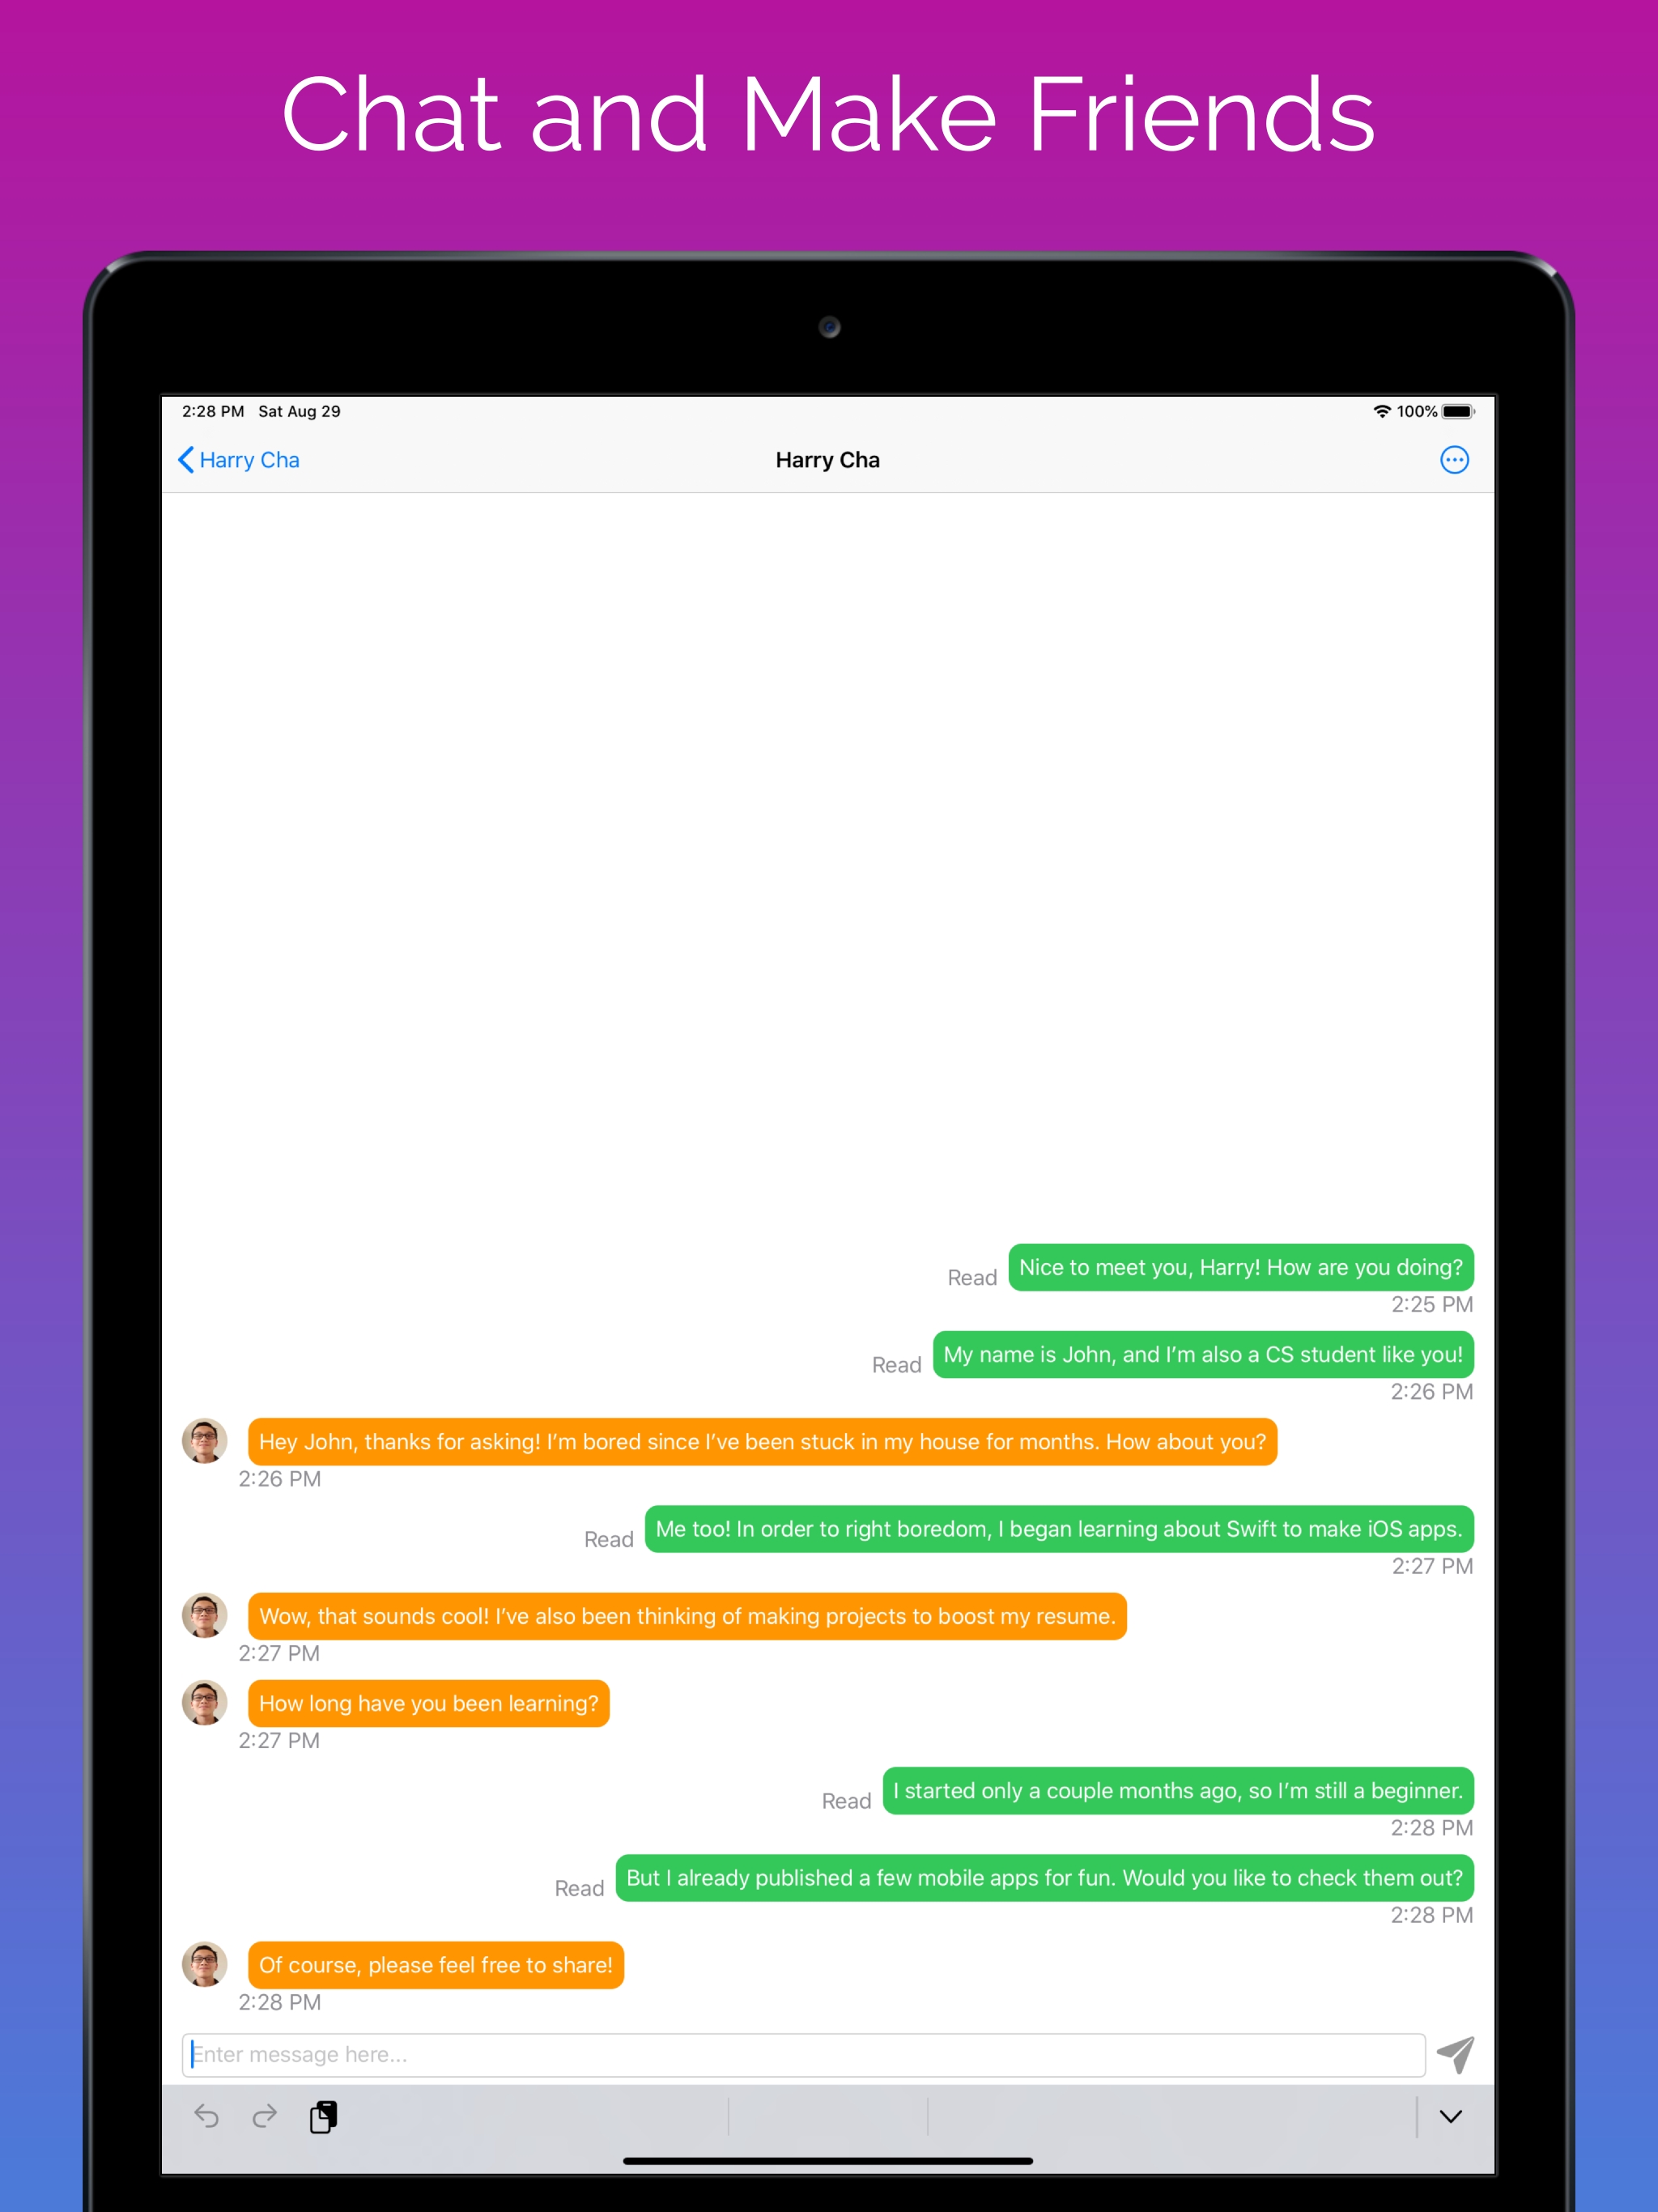 Chat and Make Friends
2:28 PM Sat Aug 29
100%
Harry Cha
Harry Cha
Nice to meet you, Harry! How are you doing?
Read
2:25 PM
My name is John, and I’m also a CS student like you!
Read
2:26 PM
Hey John, thanks for asking! I’m bored since I’ve been stuck in my house for months. How about you?
2:26 PM
Me too! In order to right boredom, I began learning about Swift to make iOS apps.
Read
2:27 PM
Wow, that sounds cool! I’ve also been thinking of making projects to boost my resume.
2:27 PM
How long have you been learning?
2:27 PM
I started only a couple months ago, so I’m still a beginner.
Read
2:28 PM
But I already published a few mobile apps for fun. Would you like to check them out?
Read
2:28 PM
Of course, please feel free to share!
2:28 PM
Enter message here...